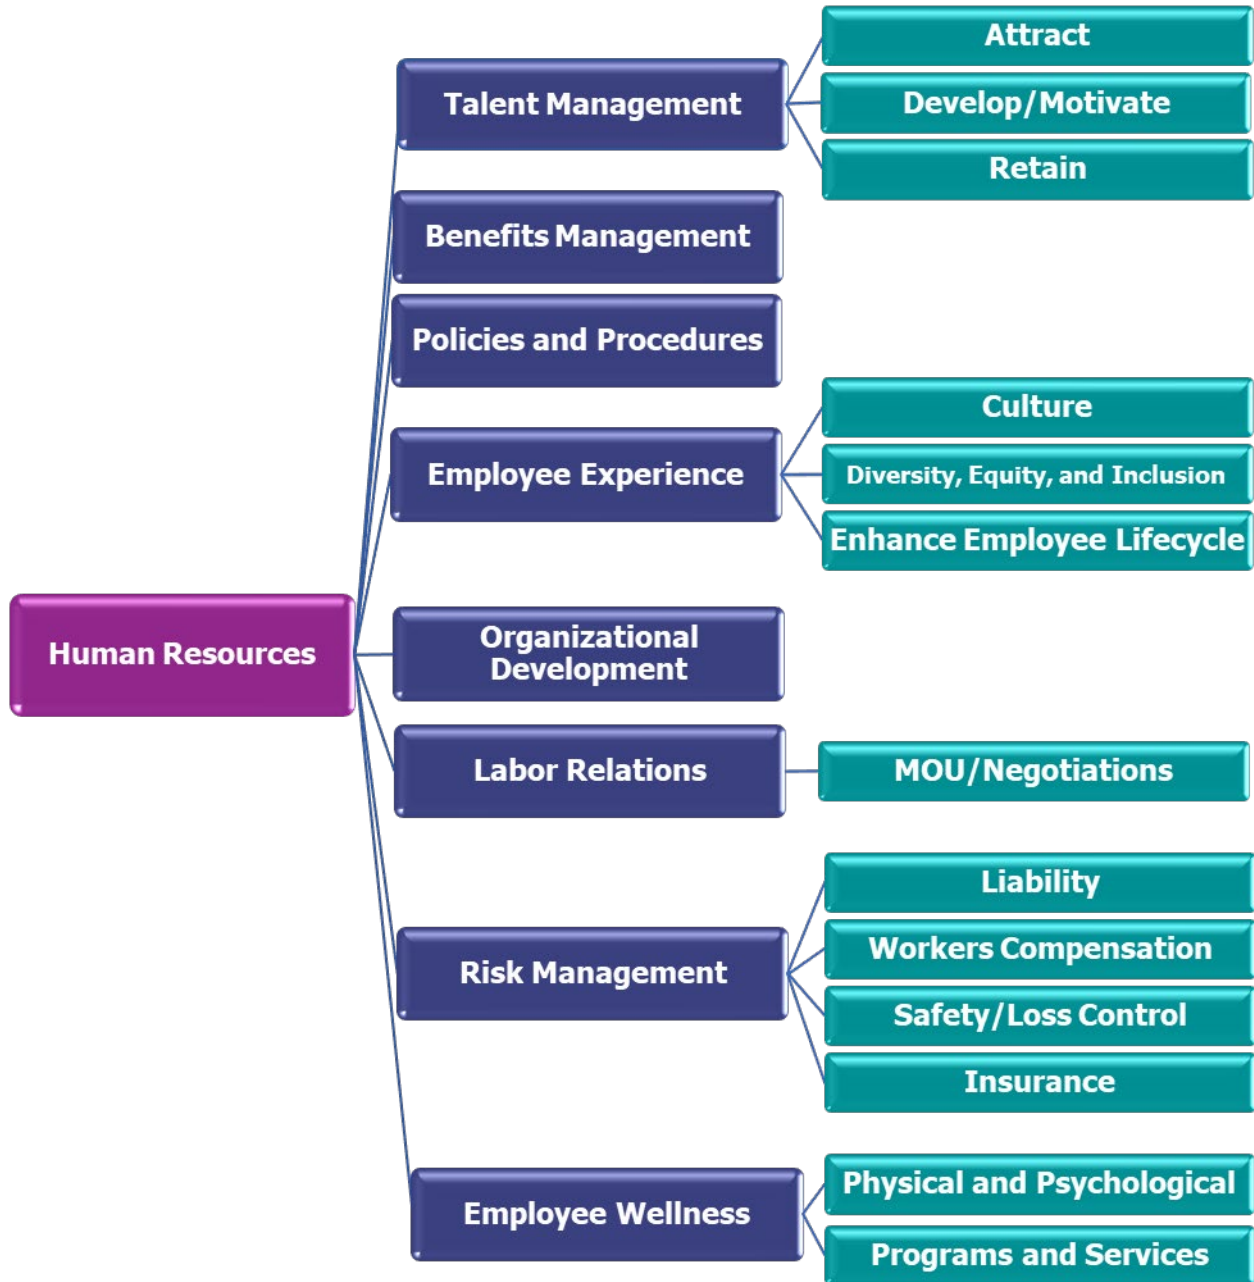 Human Resources
Talent Management
Attract
Develop/Motivate
Retain
Benefits Management
Policies and Procedures
Employee Experience
Culture
Diversity, Equity, and Inclusion
Enhance Employee Lifecycle
Organizational
Development
Labor Relations
MOU/Negotiations
Risk Management
Liability
Workers Compensation
Safety/Loss Control
Insurance
Employee Wellness
Physical and Psychological
Programs and Services